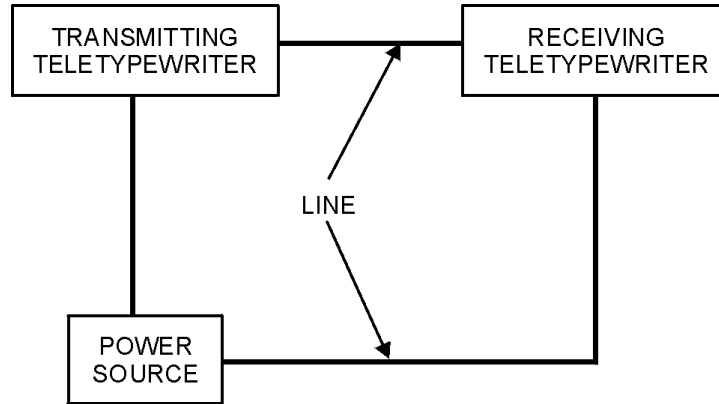 TRANSMITTING
TELETYPEWRITER
RECEIVING
TELETYPEWRITER
LINE
POWER
SOURCE